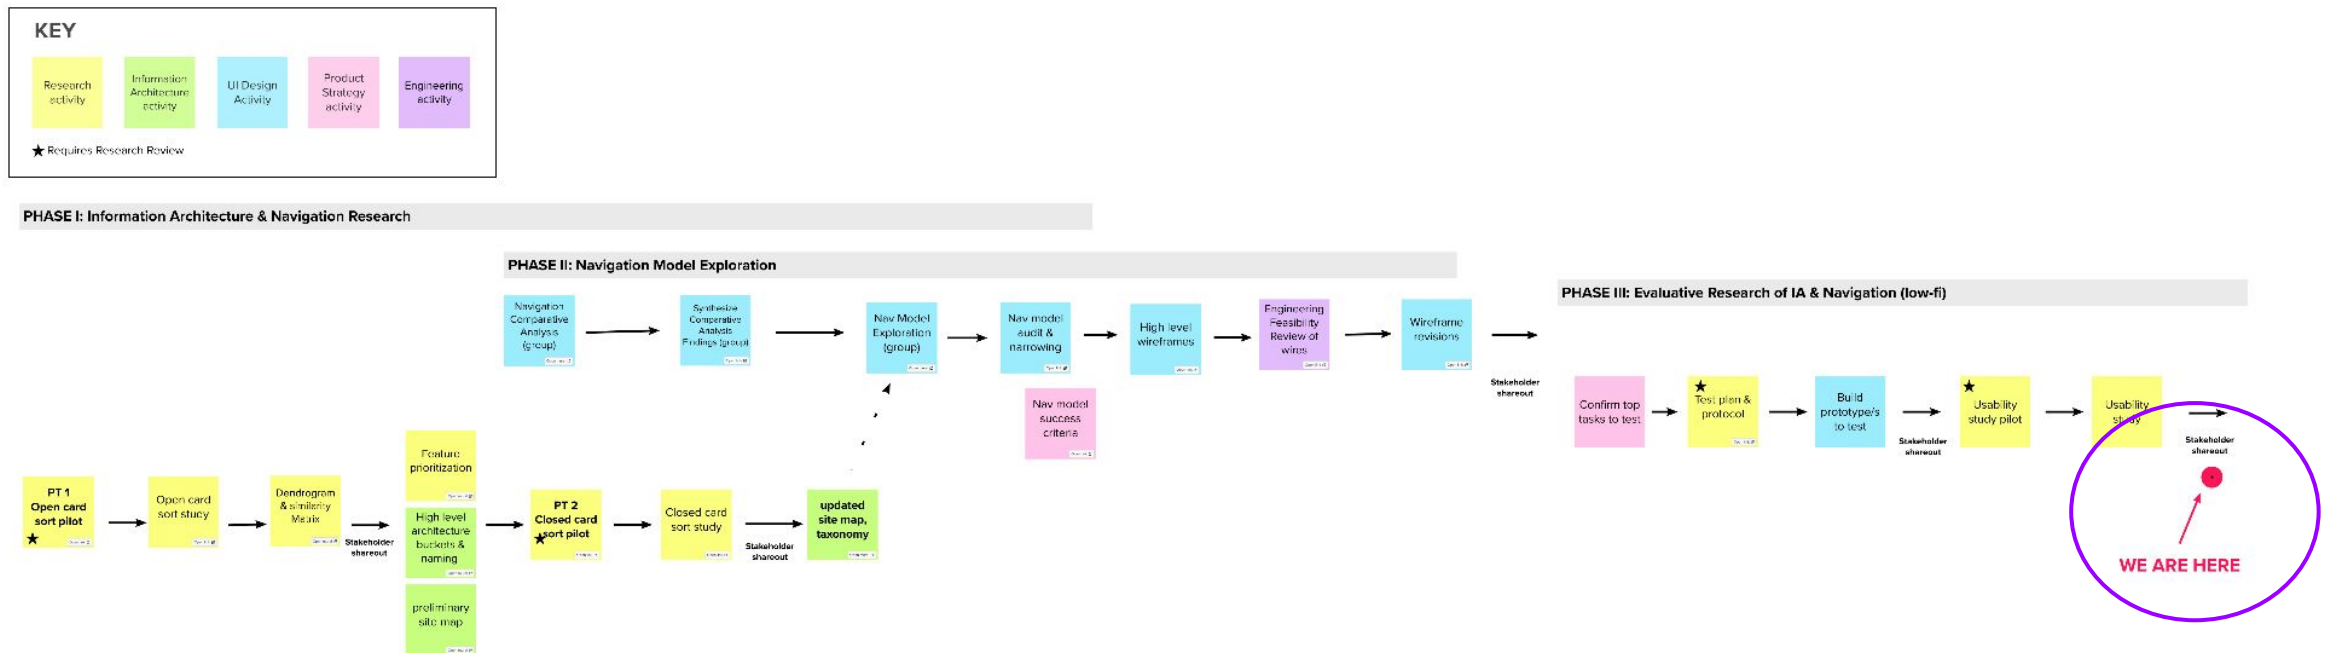 KEY
Research
activity
Information
Architecture
activity
UI Design
Activity
Product
Strategy
activity
Engineering
activity
★ Requires Research Review
PHASE I: Information Architecture & Navigation Research
PHASE II: Navigation Model Exploration
PHASE III: Evaluative Research of IA & Navigation (low-fi)
Navigation
Comparative
Analysis
(group)
Synthesize
Comparative
Analysis
Findings (group)
Nav Model
Exploration
(group)
Nav model
audit &
narrowing
High level
wireframes
Engineering
Feasibility
Review of
wires
Wireframe
revisions
Stakeholder
shareout
Nav model
success
criteria
Confirm top
tasks to test
Test plan &
protocol
Build
prototype/s
to test
Stakeholder
shareout
Usability
study pilot
Usability
study
Stakeholder
shareout
WE ARE HERE
PT 1
Open card
sort pilot
Open card
sort study
Dendrogram
& similarity
Matrix
Stakeholder
shareout
Feature
prioritization
High level
architecture
buckets &
naming
preliminary
site map
PT 2
Closed card
sort pilot
Closed card
sort study
Stakeholder
shareout
updated
site map,
taxonomy